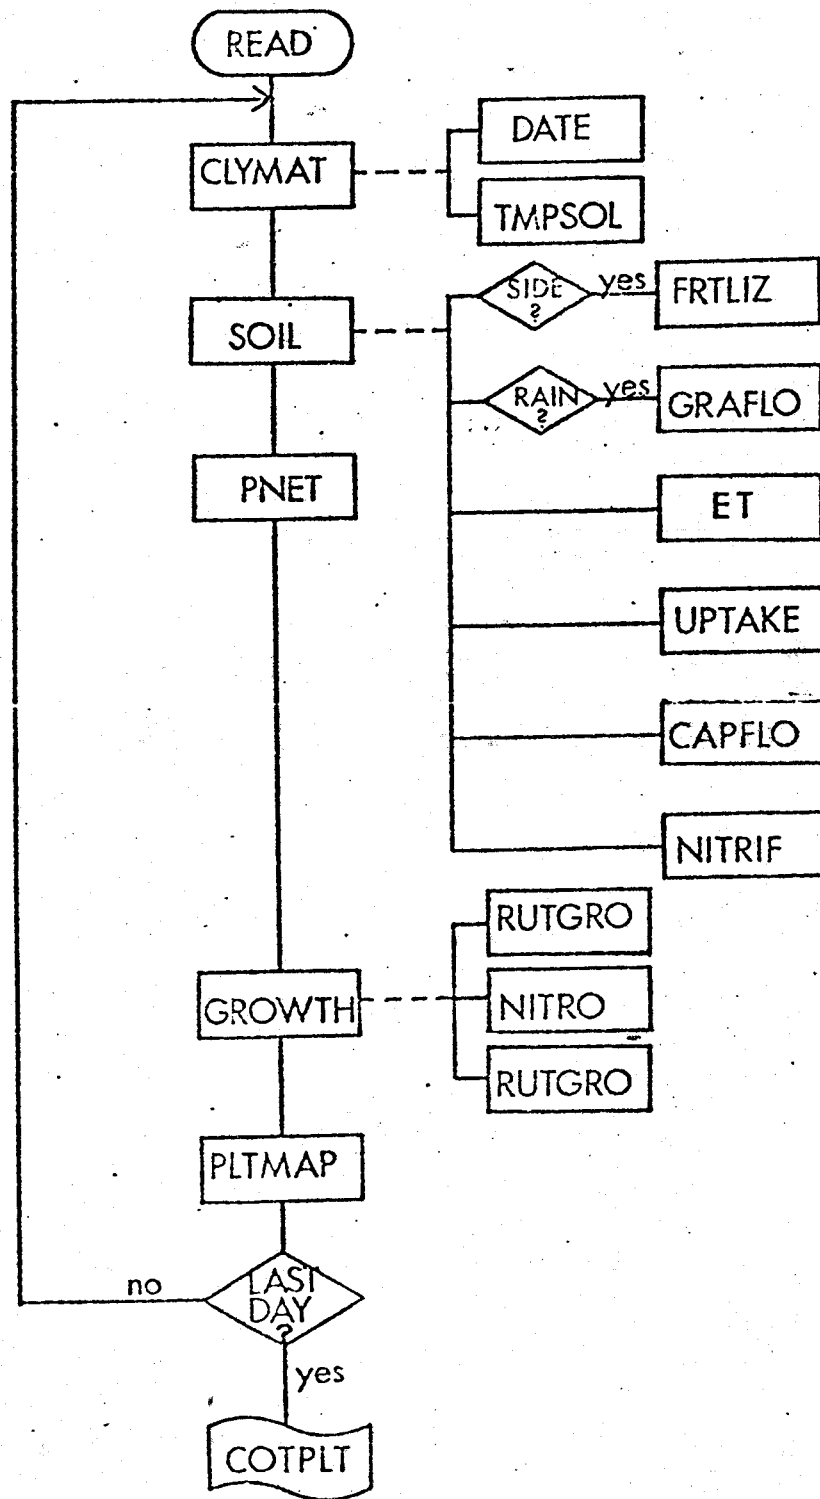 READ
CLYMAT
DATE
TMPSOL
SOIL
SIDE
?
yes
FRTLIZ
RAIN
?
yes
GRAFLO
PNET
ET
UPTAKE
CAPFLO
NITRIF
GROWTH
RUTGRO
NITRO
RUTGRO
PLTMAP
LAST
DAY
?
no
yes
COTPLT